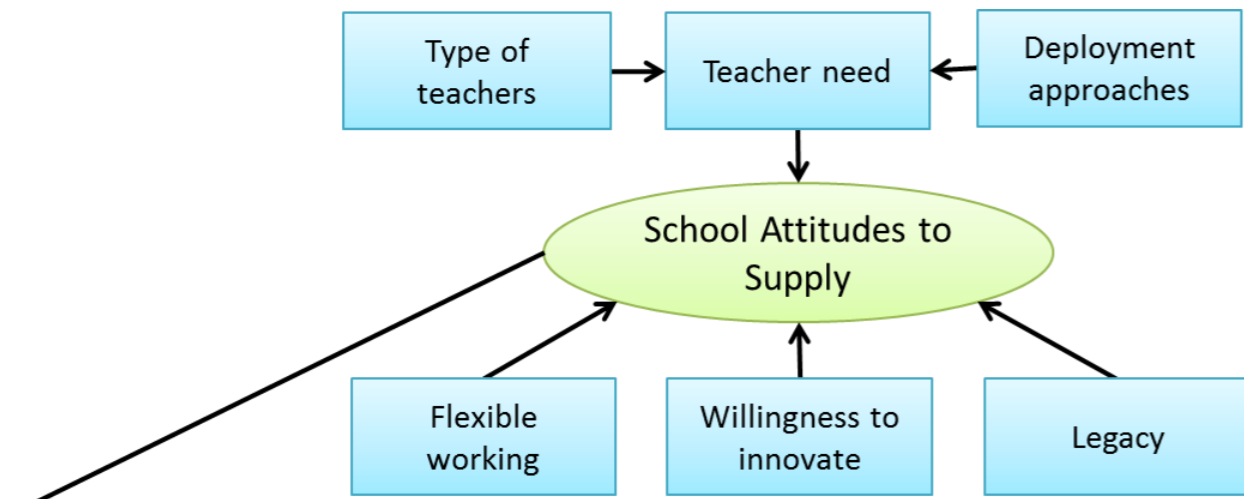 Type of
teachers
Teacher need
Deployment
approaches
School Attitudes to
Supply
Flexible
working
Willingness to
innovate
Legacy